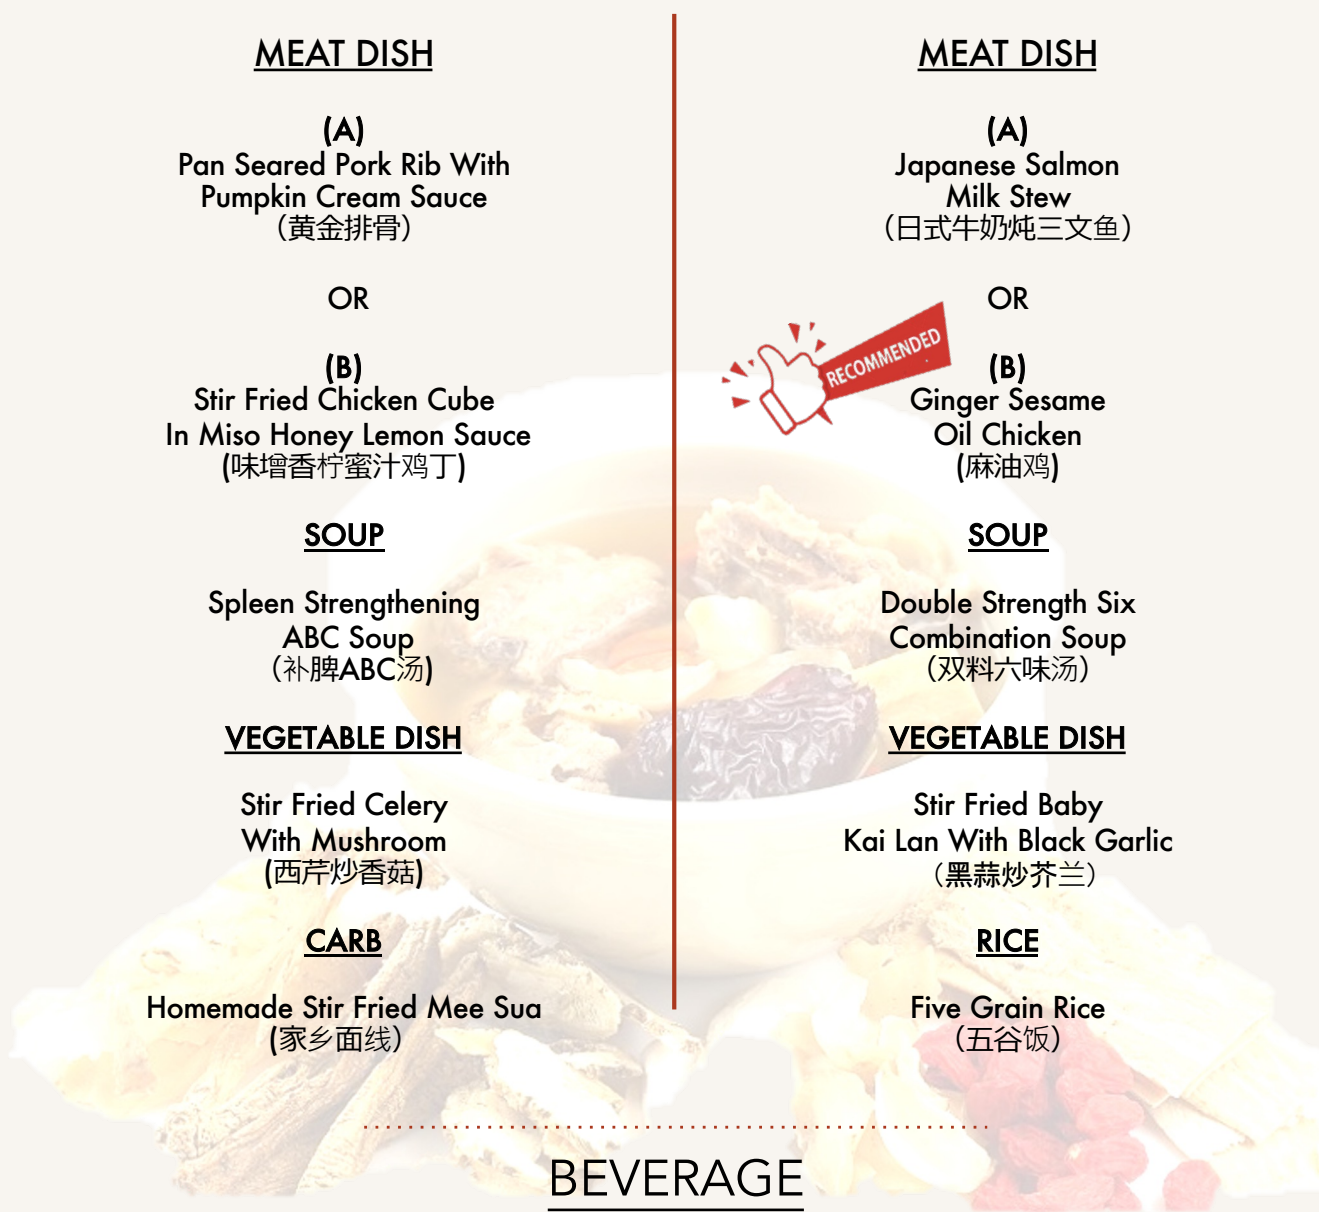 MEAT DISH
(A)
Pan Seared Pork Rib With
Pumpkin Cream Sauce
（黄金排骨）
OR
(B)
Stir Fried Chicken Cube
In Miso Honey Lemon Sauce
(味增香柠蜜汁鸡丁)
SOUP
Spleen Strengthening
ABC Soup
（补脾ABC汤)
VEGETABLE DISH
Stir Fried Celery
With Mushroom
(西芹炒香菇)
CARB
Homemade Stir Fried Mee Sua
(家乡面线）
MEAT DISH
(A)
Japanese Salmon
Milk Stew
（日式牛奶炖三文鱼）
OR
RECOMMENDED
(B)
Ginger Sesame
Oil Chicken
(麻油鸡)
SOUP
Double Strength Six
Combination Soup
（双料六味汤）
VEGETABLE DISH
Stir Fried Baby
Kai Lan With Black Garlic
（黑蒜炒芥兰）
RICE
Five Grain Rice
（五谷饭）
BEVERAGE